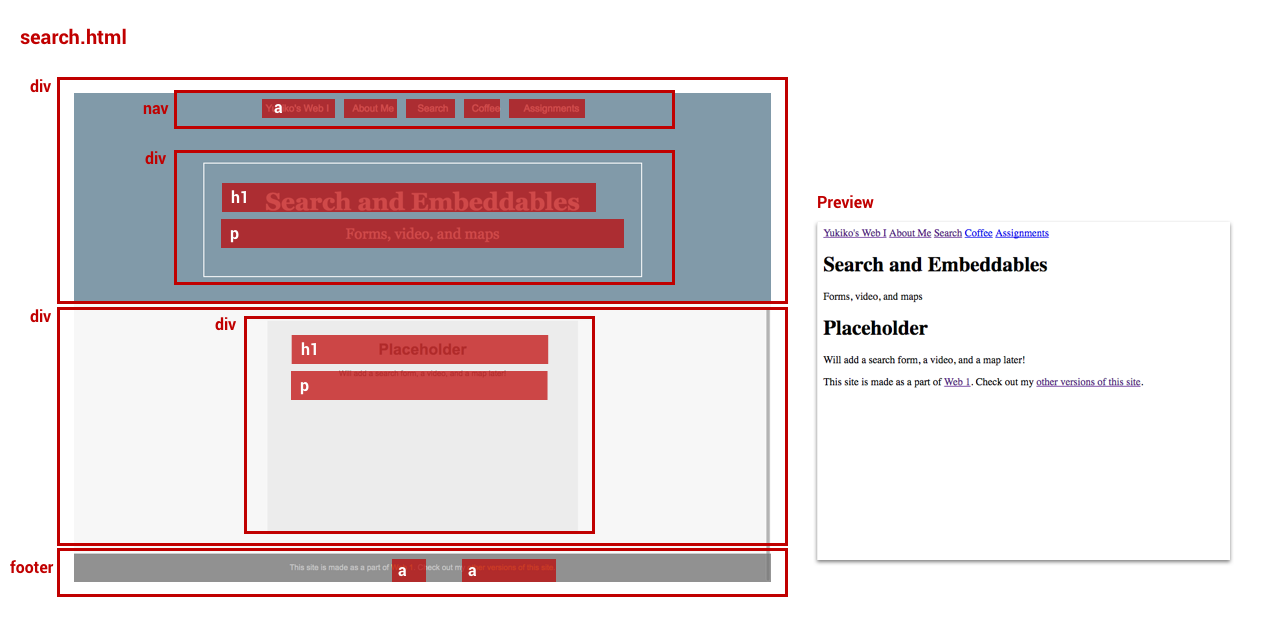 search.html
div
nav
a
Yukiko's Web I About Me Search Coffee Assignments
div
h1
Search and Embeddables
p
Forms, video, and maps
div
div
h1
Placeholder
Will add a search form, a video, and a map later!
p
footer
This site is made as a part of Web 1. Check out my other versions of this site.
a
a
Preview
Yukiko's Web I About Me Search Coffee Assignments
Search and Embeddables
Forms, video, and maps
Placeholder
Will add a search form, a video, and a map later!
This site is made as a part of Web 1. Check out my other versions of this site.